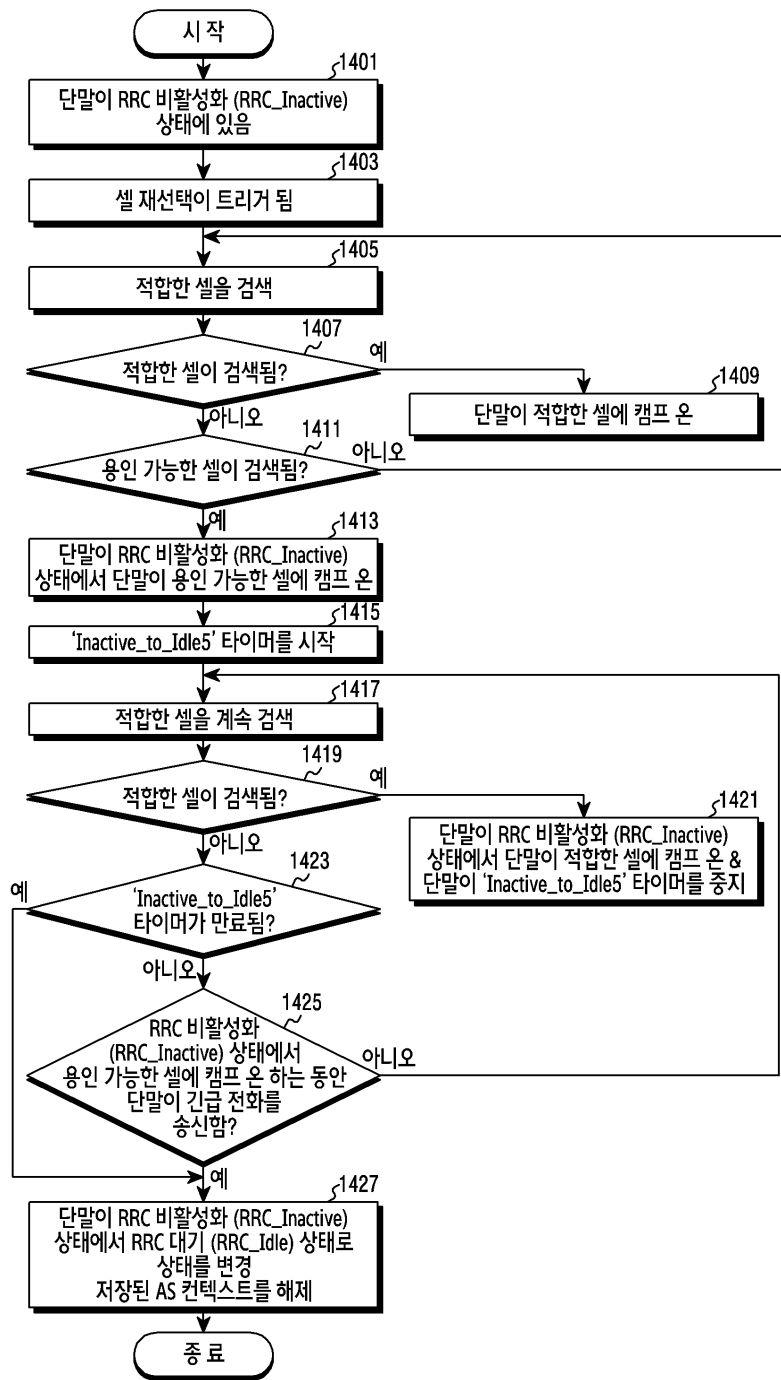 시 작
1401
단말이 RRC 비활성화 (RRC_Inactive)
상태에 있음
1403
셀 재선택이 트리거 됨
1405
적합한 셀을 검색
1407
적합한 셀이 검색됨?
예
아니오
1409
단말이 적합한 셀에 캠프 온
1411
용인 가능한 셀이 검색됨?
아니오
예
1413
단말이 RRC 비활성화 (RRC_Inactive)
상태에서 단말이 용인 가능한 셀에 캠프 온
1415
‘Inactive_to_Idle5’ 타이머를 시작
1417
적합한 셀을 계속 검색
1419
적합한 셀이 검색됨?
예
아니오
1421
단말이 RRC 비활성화 (RRC_Inactive)
상태에서 단말이 적합한 셀에 캠프 온 &
단말이 ‘Inactive_to_Idle5’ 타이머를 중지
1423
‘Inactive_to_Idle5’
타이머가 만료됨?
예
아니오
1425
RRC 비활성화
(RRC_Inactive) 상태에서
용인 가능한 셀에 캠프 온 하는 동안
단말이 긴급 전화를
송신함?
아니오
예
1427
단말이 RRC 비활성화 (RRC_Inactive)
상태에서 RRC 대기 (RRC_Idle) 상태로
상태를 변경
저장된 AS 컨텍스트를 해제
종 료